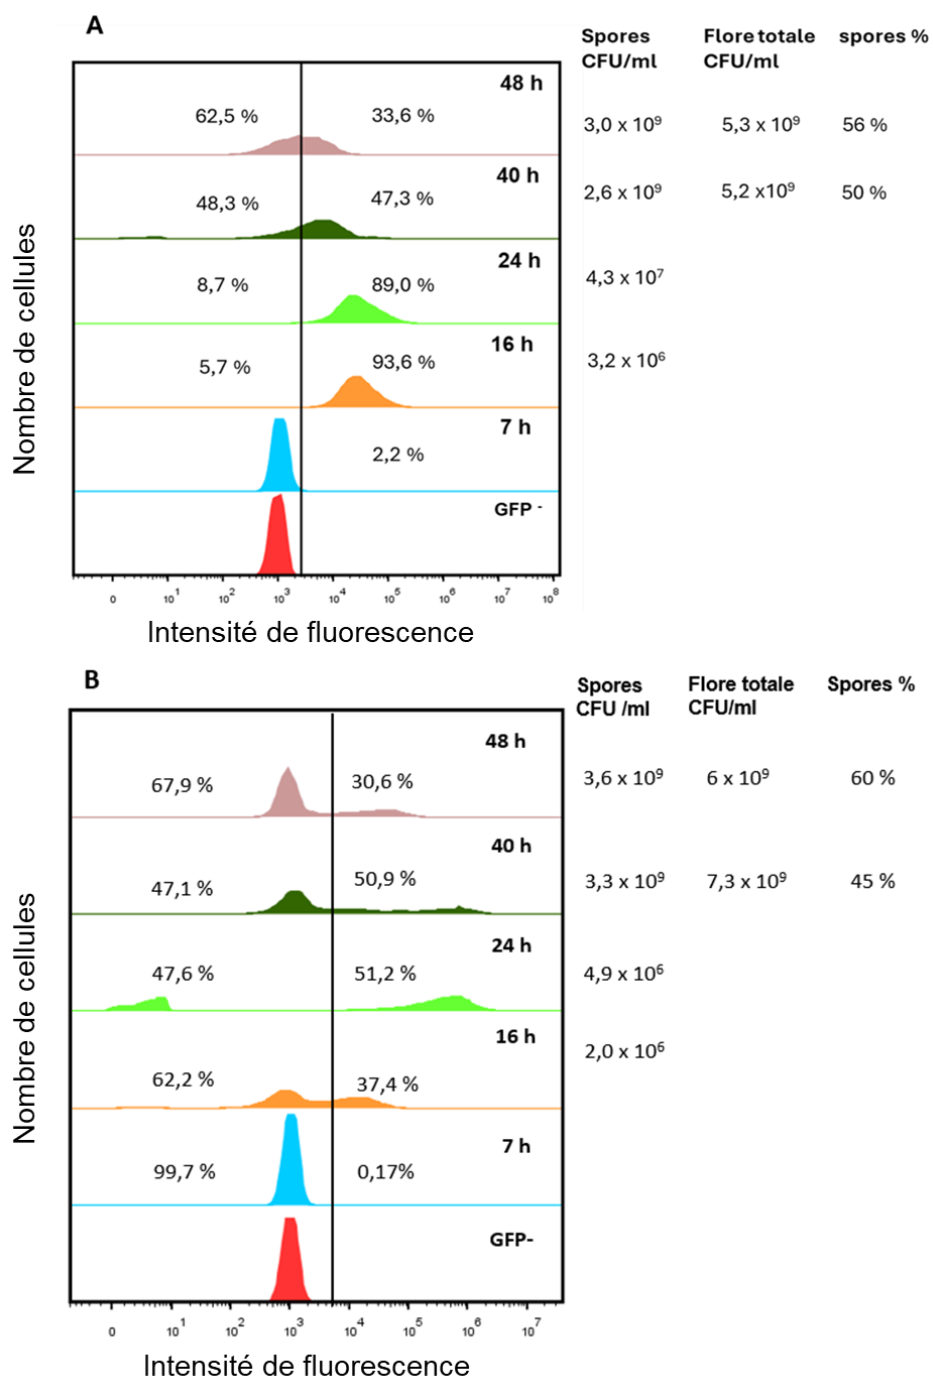 A
Spores Flore totale spores %
CFU/ml CFU/ml
48 h
62,5 % 33,6 % 3,0 x 10⁹ 5,3 x 10⁹ 56 %
40 h
48,3 % 47,3 % 2,6 x 10⁹ 5,2 x10⁹ 50 %
24 h
8,7 % 89,0 % 4,3 x 10⁷
16 h
5,7 % 93,6 % 3,2 x 10⁶
7 h
2,2 %
GFP -
Nombre de cellules
0 10¹ 10² 10³ 10⁴ 10⁵ 10⁶ 10⁷ 10⁸
Intensité de fluorescence
B
Spores Flore totale Spores %
CFU /ml CFU/ml
48 h
67,9 % 30,6 % 3,6 x 10⁹ 6 x 10⁹ 60 %
40 h
47,1 % 50,9 % 3,3 x 10⁹ 7,3 x 10⁹ 45 %
24 h
47,6 % 51,2 % 4,9 x 10⁶
16 h
62,2 % 37,4 % 2,0 x 10⁶
7 h
99,7 % 0,17%
GFP-
Nombre de cellules
0 10¹ 10² 10³ 10⁴ 10⁵ 10⁶ 10⁷
Intensité de fluorescence